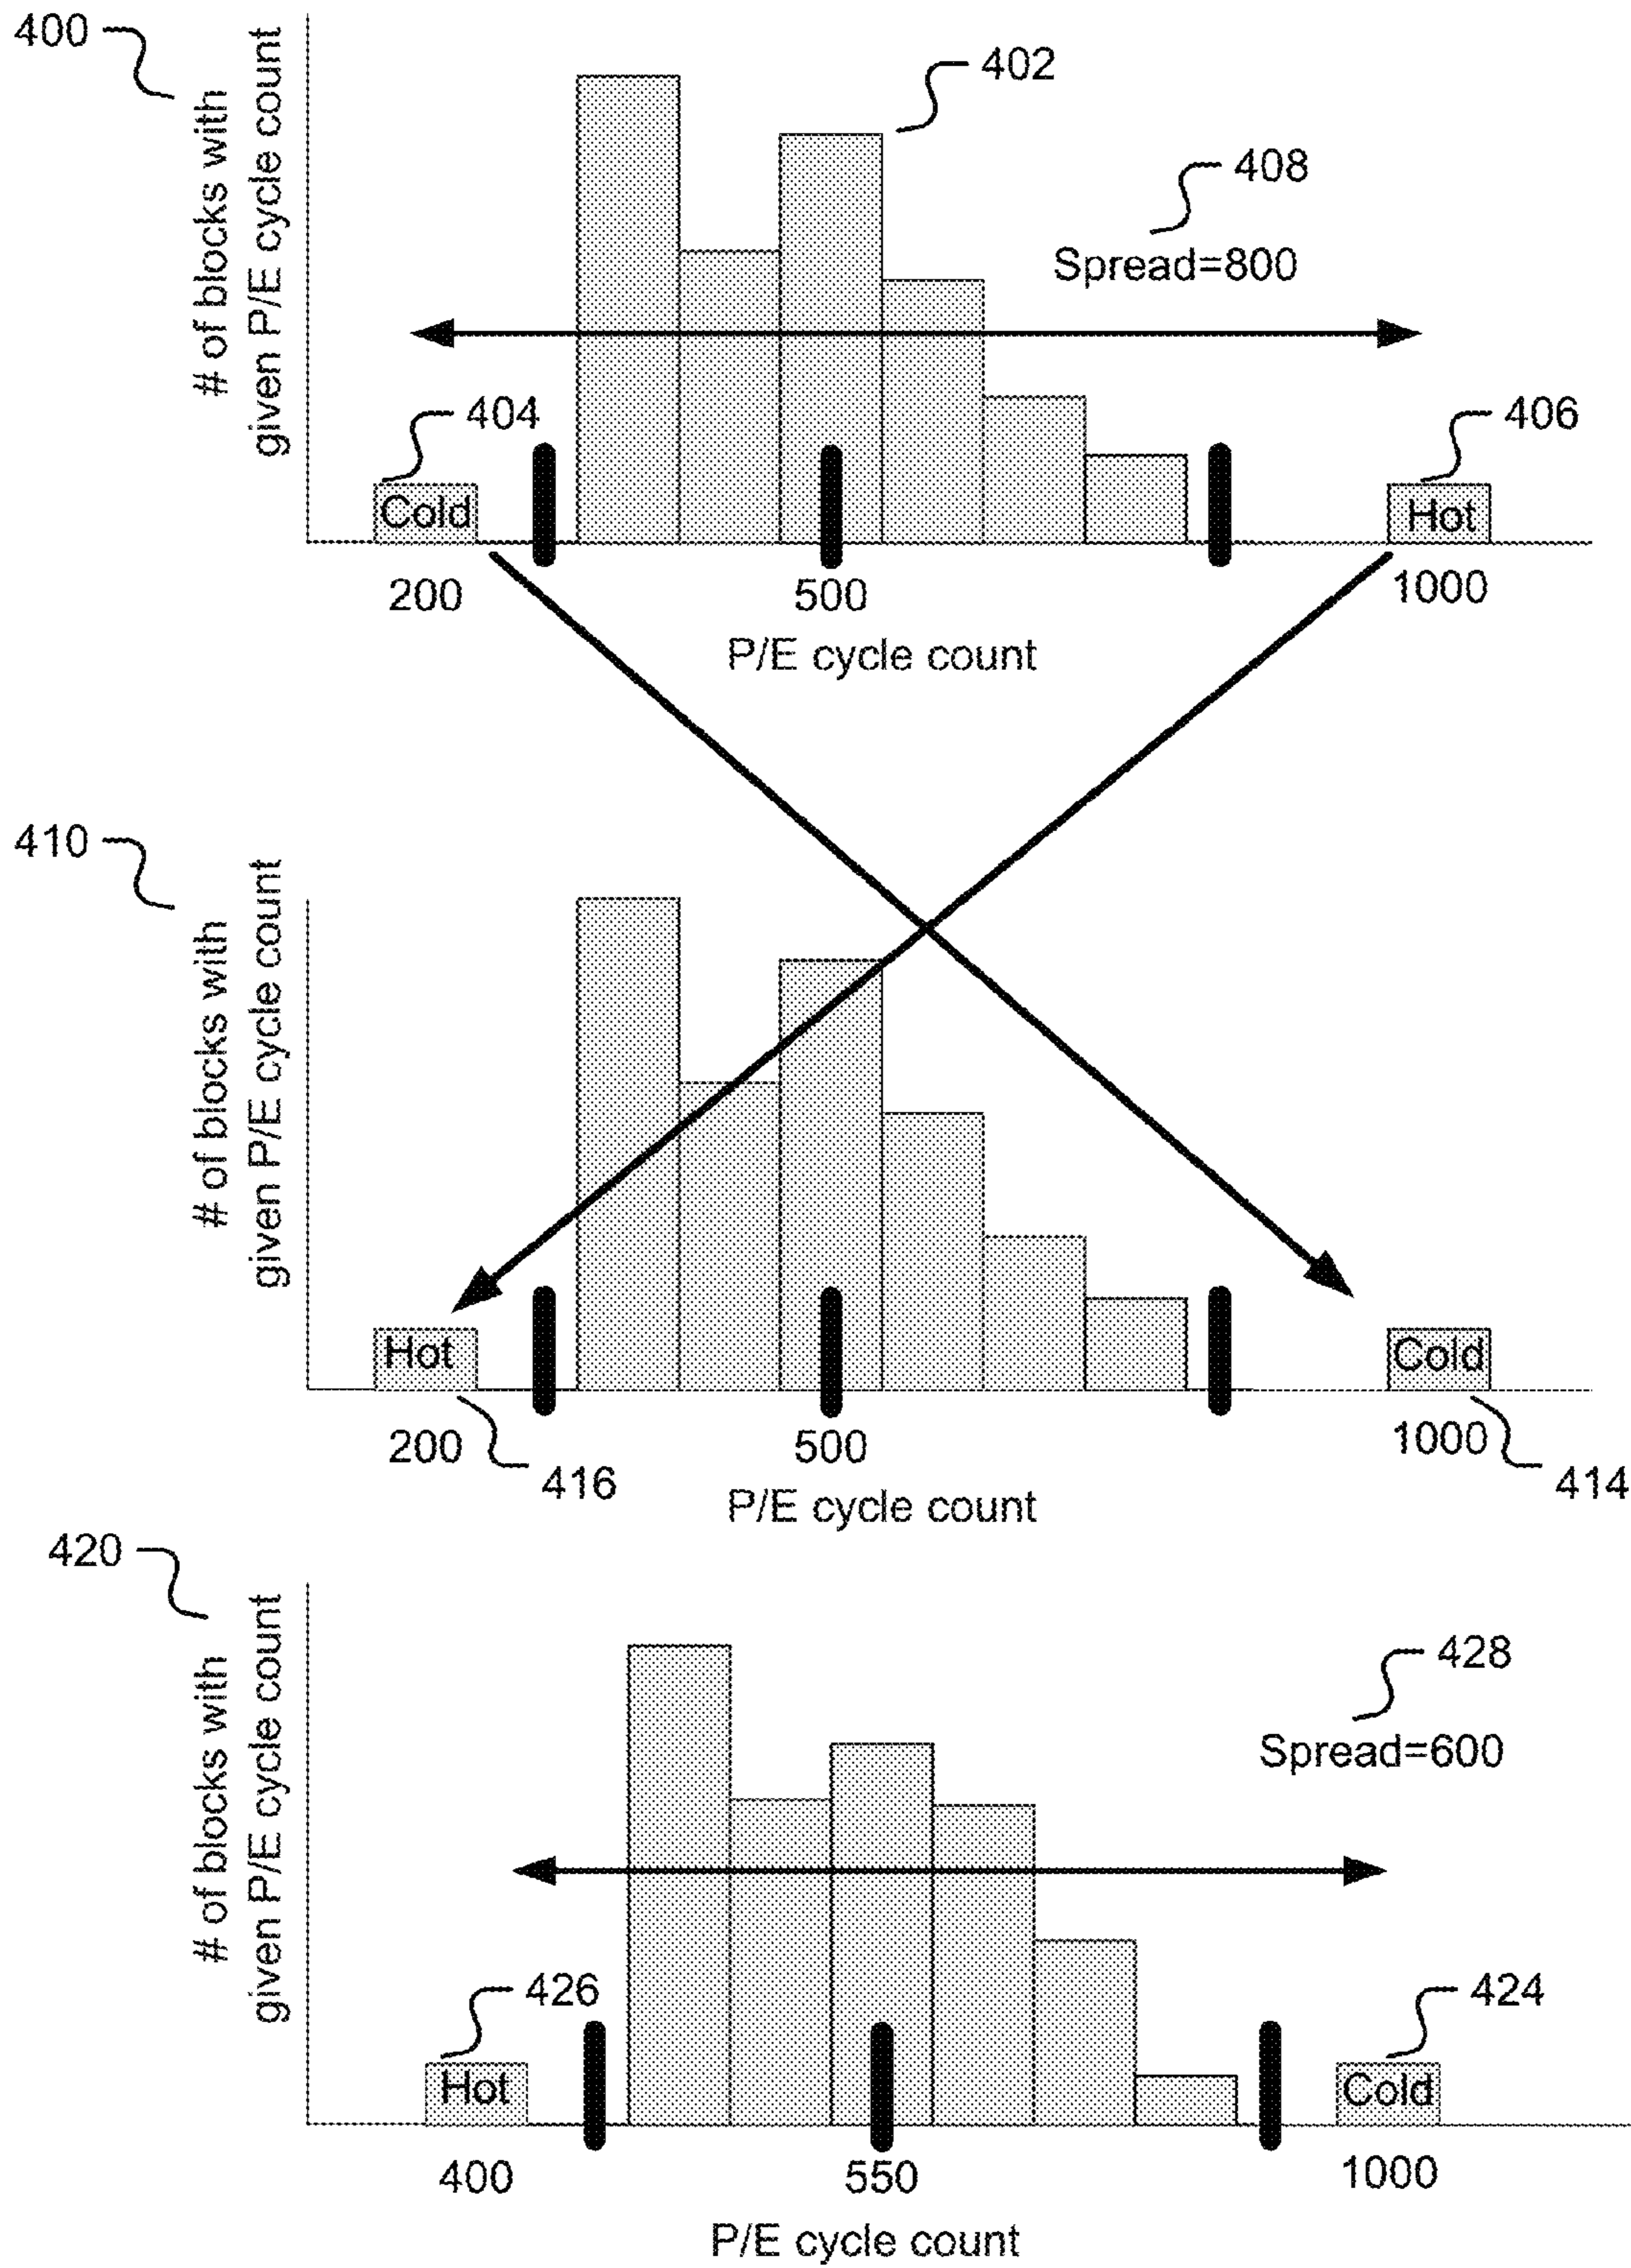 400
# of blocks with
given P/E cycle count
402
408
Spread=800
404
406
Cold
Hot
200
500
1000
P/E cycle count
410
# of blocks with
given P/E cycle count
Hot
Cold
200
500
1000
416
414
P/E cycle count
420
# of blocks with
given P/E cycle count
428
Spread=600
426
424
Hot
Cold
400
550
1000
P/E cycle count